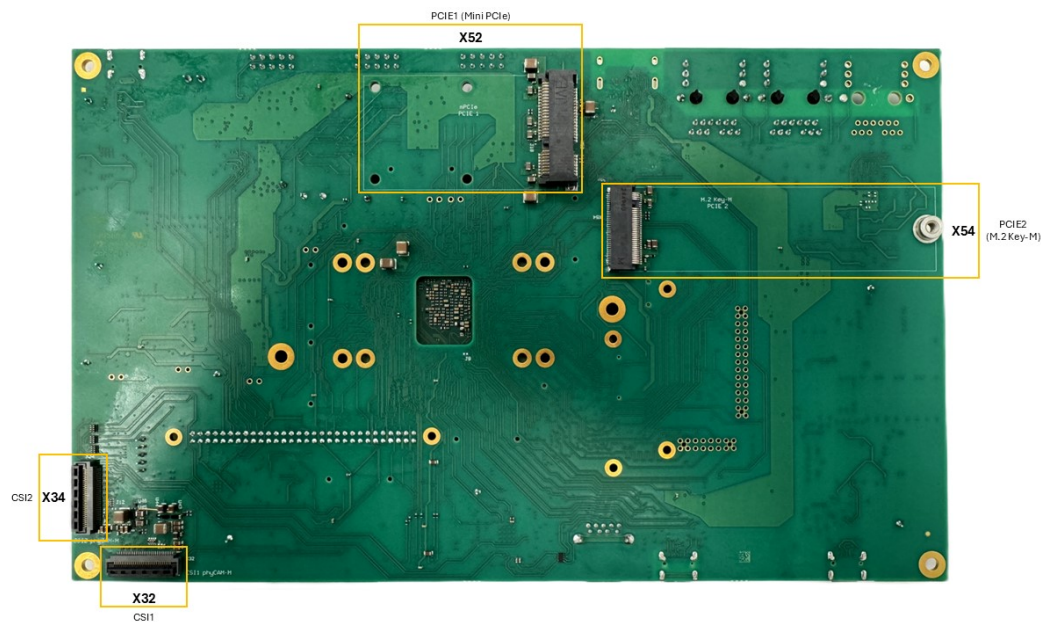 PCIE1 (Mini PCIe)
X52
mPCIe
PCIE 1
M.2 Key-M
PCIE 2
X54
PCIE2
(M.2 Key-M)
CSI2
X34
CSI1 phyCAM-M
X32
CSI1